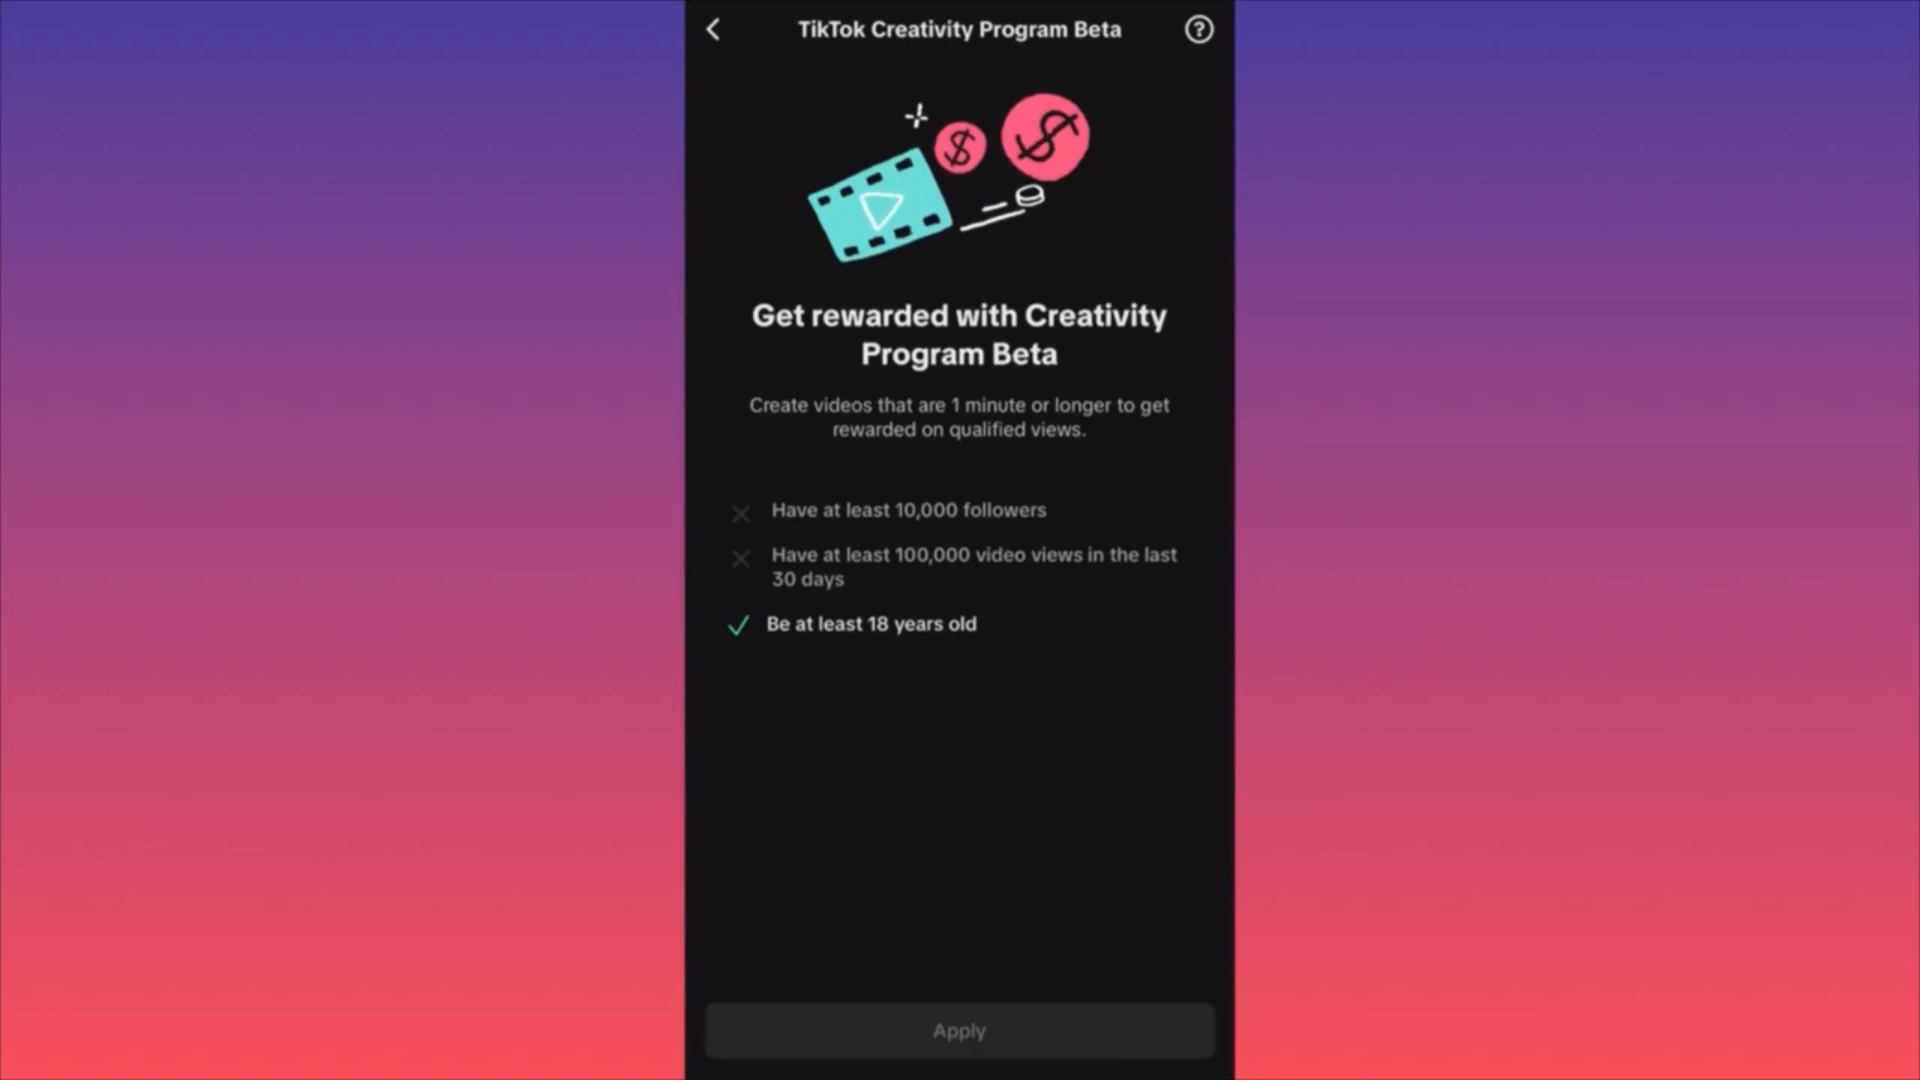 TikTok Creativity Program Beta
Get rewarded with Creativity
Program Beta
Create videos that are 1 minute or longer to get
rewarded on qualified views.
Have at least 10,000 followers
Have at least 100,000 video views in the last
30 days
Be at least 18 years old
Apply